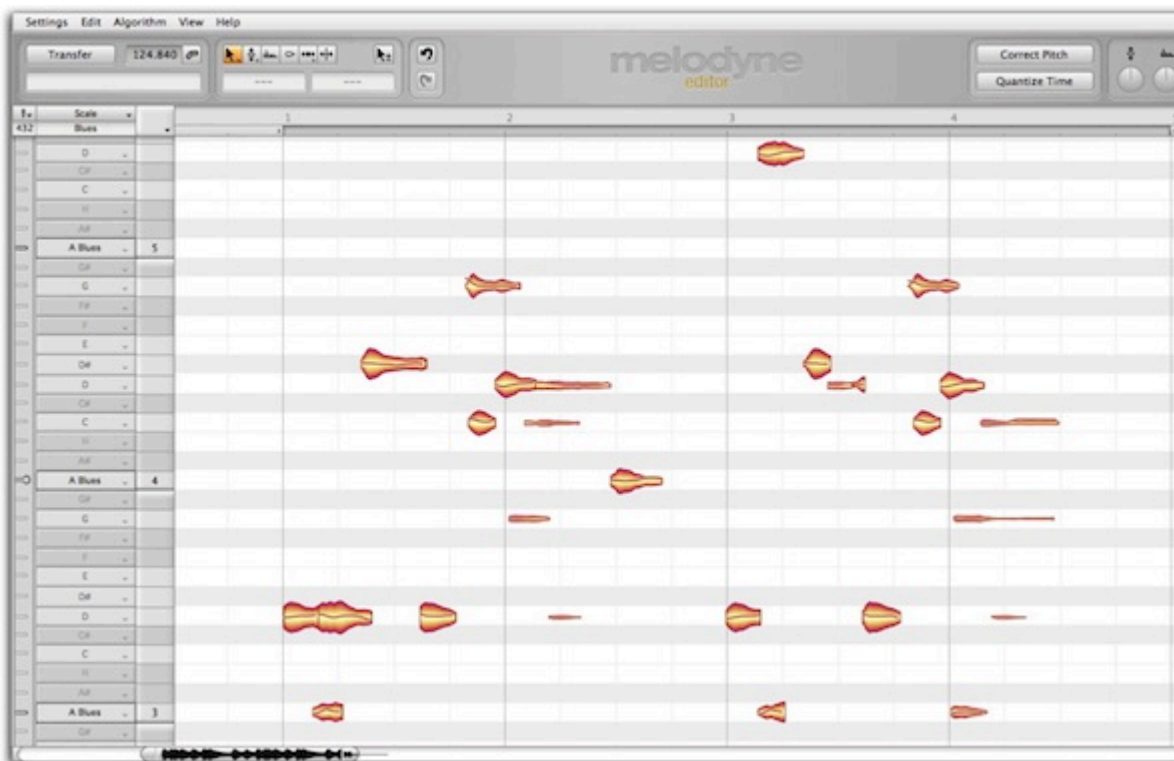 Settings Edit Algorithm View Help
Transfer 124.840
melodyne
editor
--- ---
Correct Pitch
Quantize Time
Scale
432 Blues
1 2 3 4
D
C#
C
H
A#
A Blues 5
G#
G
F#
F
E
D#
D
C#
C
H
A#
A Blues 4
G#
G
F#
F
E
D#
D
C#
C
H
A#
A Blues 3
G#